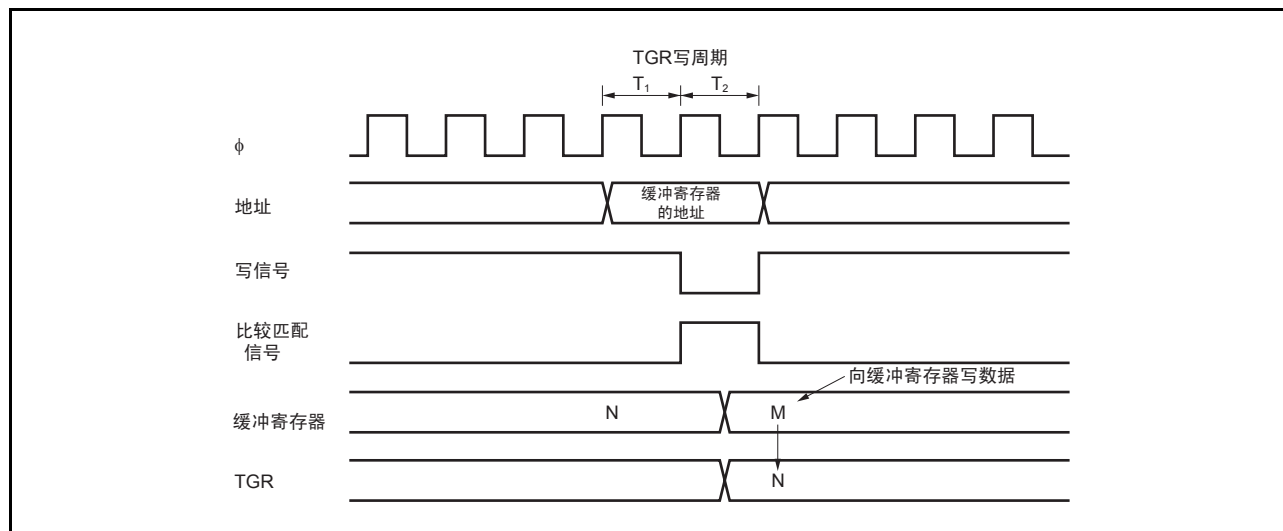 TGR写周期
T₁ T₂
φ
地址
缓冲寄存器
的地址
写信号
比较匹配
信号
向缓冲寄存器写数据
缓冲寄存器
N M
TGR
N